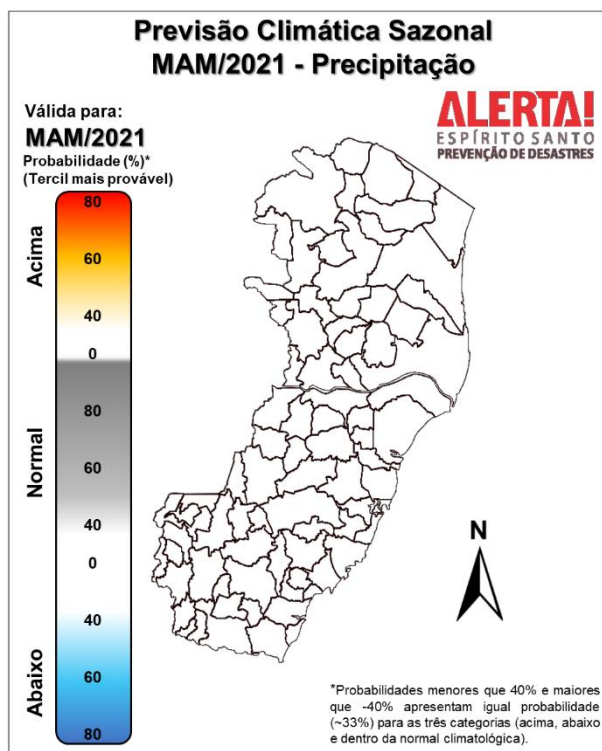 Previsão Climática Sazonal
MAM/2021 - Precipitação
Válida para:
MAM/2021
Probabilidade (%)*
(Tercil mais provável)
ALERTA!
ESPÍRITO SANTO
PREVENÇÃO DE DESASTRES
Acima
80
60
40
0
Normal
80
60
40
0
Abaixo
40
60
80
N
*Probabilidades menores que 40% e maiores
que -40% apresentam igual probabilidade
(~33%) para as três categorias (acima, abaixo
e dentro da normal climatológica).